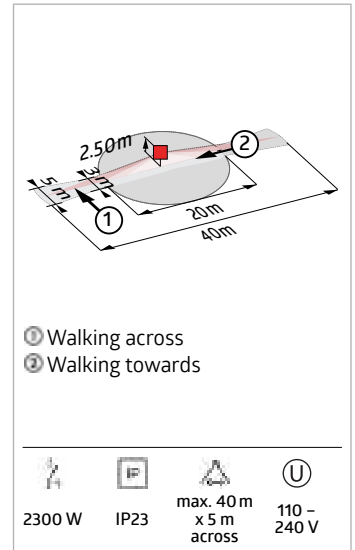 2.50m
5 m
3 m
1
2
20m
40m
① Walking across
② Walking towards
IP
U
2300 W
IP23
max. 40 m
x 5 m
across
110 –
240 V